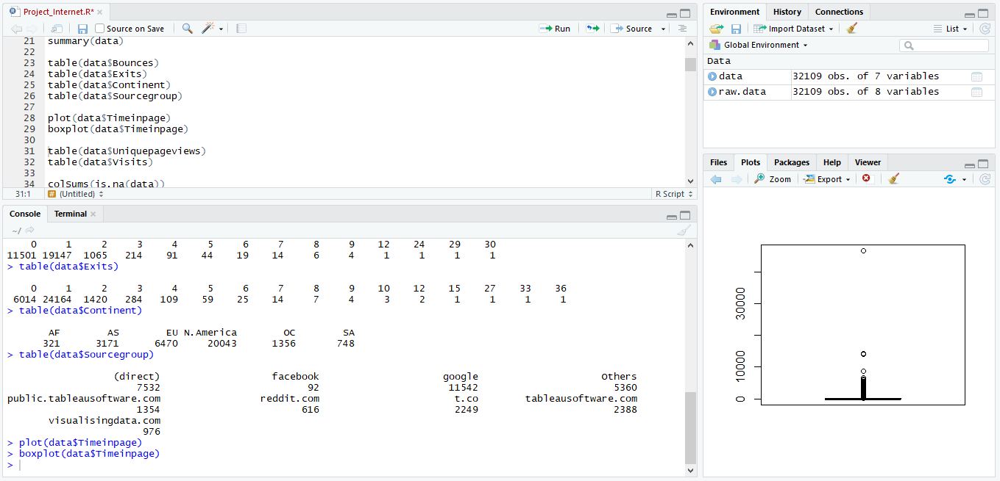 Project_Internet.R*
Source on Save
Run
Source
21 summary(data)
22
23 table(data$Bounces)
24 table(data$Exits)
25 table(data$Continent)
26 table(data$Sourcegroup)
27
28 plot(data$Timeinpage)
29 boxplot(data$Timeinpage)
30
31 table(data$Uniquepageviews)
32 table(data$Visits)
33
34 colSums(is.na(data))
31:1 # (Untitled) R Script
Console Terminal
~/
0 1 2 3 4 5 6 7 8 9 12 24 29 30
11501 19147 1065 214 91 44 19 14 6 4 1 1 1 1
> table(data$Exits)
0 1 2 3 4 5 6 7 8 9 10 12 15 27 33 36
6014 24164 1420 284 109 59 25 14 7 4 3 2 1 1 1 1
> table(data$Continent)
AF AS EU N.America OC SA
321 3171 6470 20043 1356 748
> table(data$Sourcegroup)
(direct) facebook google Others
7532 92 11542 5360
public.tableausoftware.com reddit.com t.co tableausoftware.com
1354 616 2249 2388
visualisingdata.com
976
> plot(data$Timeinpage)
> boxplot(data$Timeinpage)
>
Environment History Connections
Import Dataset List
Global Environment
Data
data 32109 obs. of 7 variables
raw.data 32109 obs. of 8 variables
Files Plots Packages Help Viewer
Zoom Export
30000
10000
0